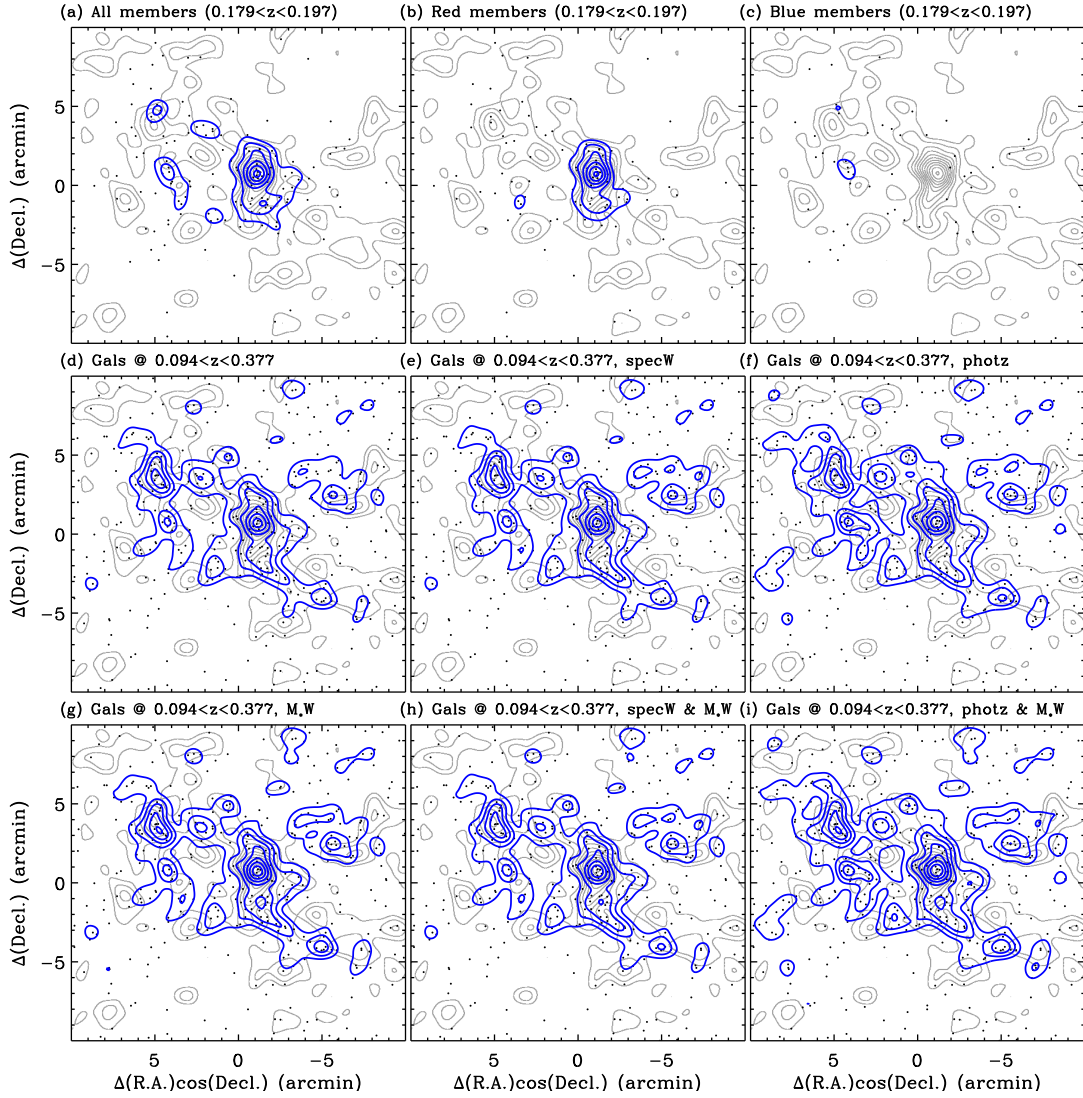 (a) All members (0.179<z<0.197)
(b) Red members (0.179<z<0.197)
(c) Blue members (0.179<z<0.197)
Δ(Decl.) (arcmin)
5
0
−5
(d) Gals @ 0.094<z<0.377
(e) Gals @ 0.094<z<0.377, specW
(f) Gals @ 0.094<z<0.377, photz
Δ(Decl.) (arcmin)
5
0
−5
(g) Gals @ 0.094<z<0.377, M*W
(h) Gals @ 0.094<z<0.377, specW & M*W
(i) Gals @ 0.094<z<0.377, photz & M*W
Δ(Decl.) (arcmin)
5
0
−5
5 0 −5
5 0 −5
5 0 −5
Δ(R.A.)cos(Decl.) (arcmin)
Δ(R.A.)cos(Decl.) (arcmin)
Δ(R.A.)cos(Decl.) (arcmin)